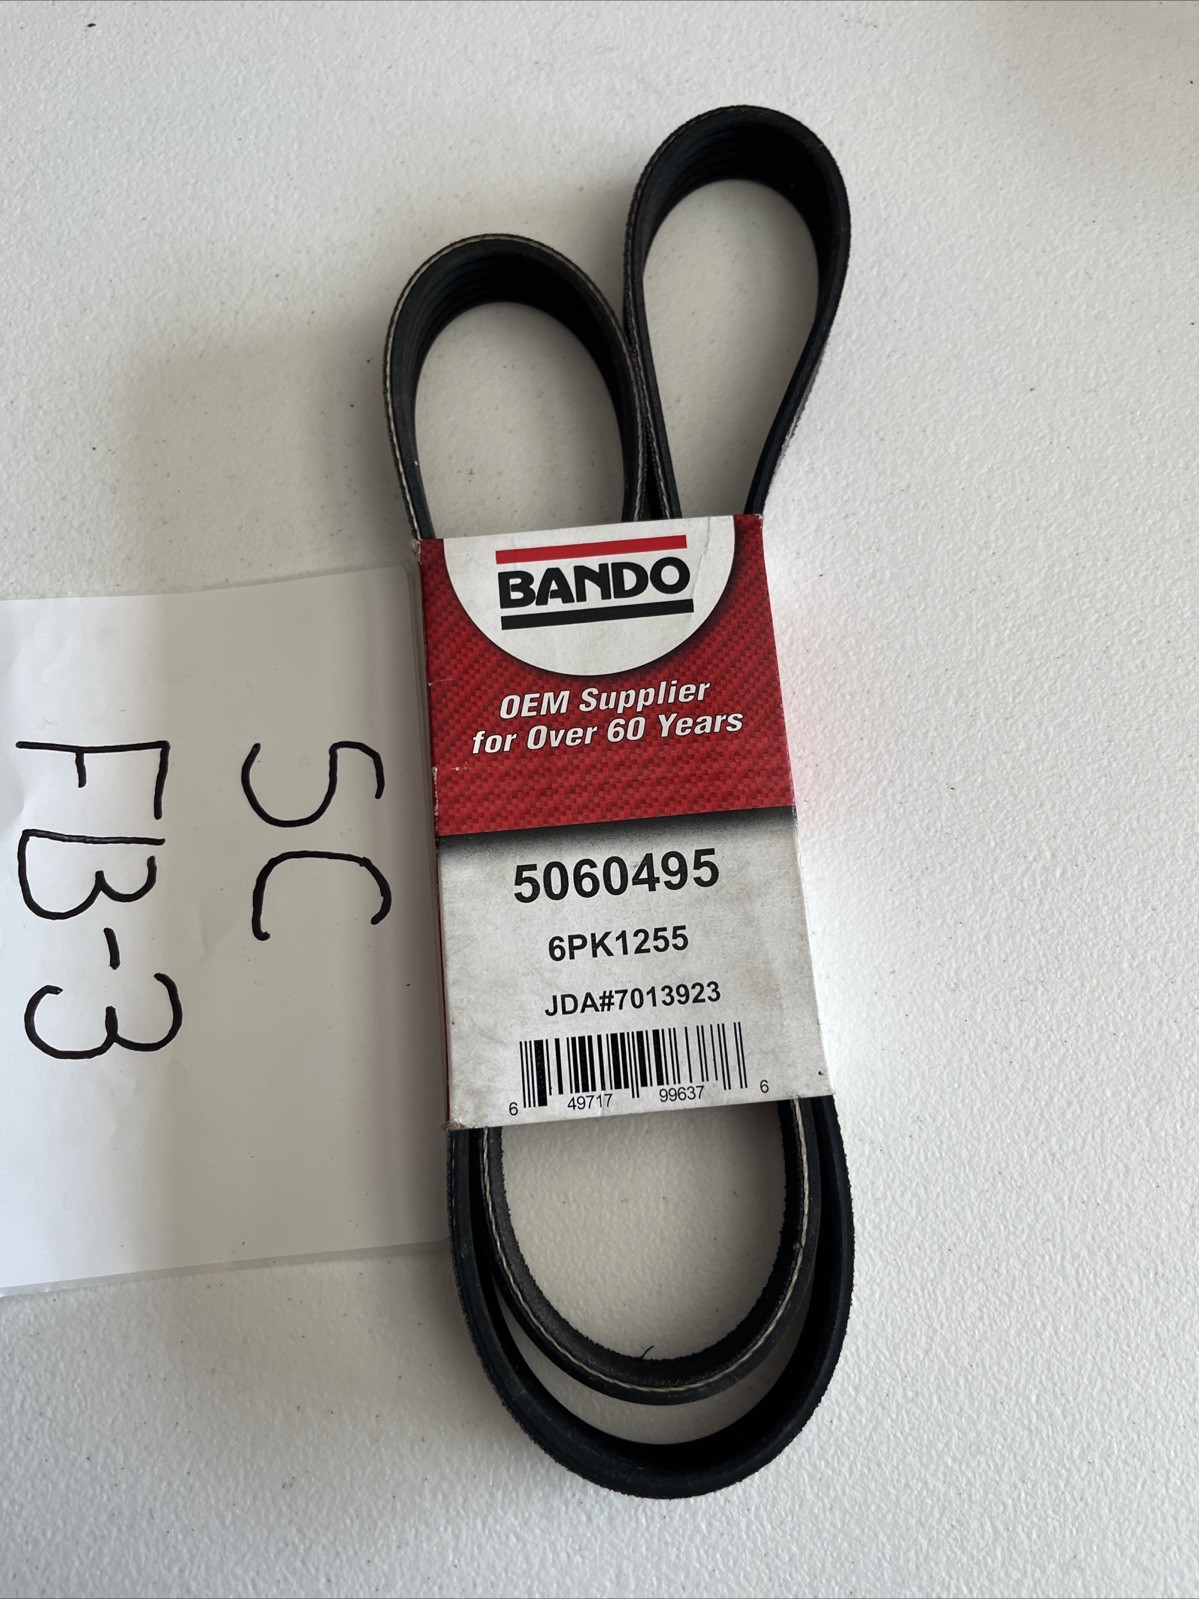 BANDO
OEM Supplier
for Over 60 Years
5060495
6PK1255
JDA#7013923
6 49717 99637 6
5C
FB-3